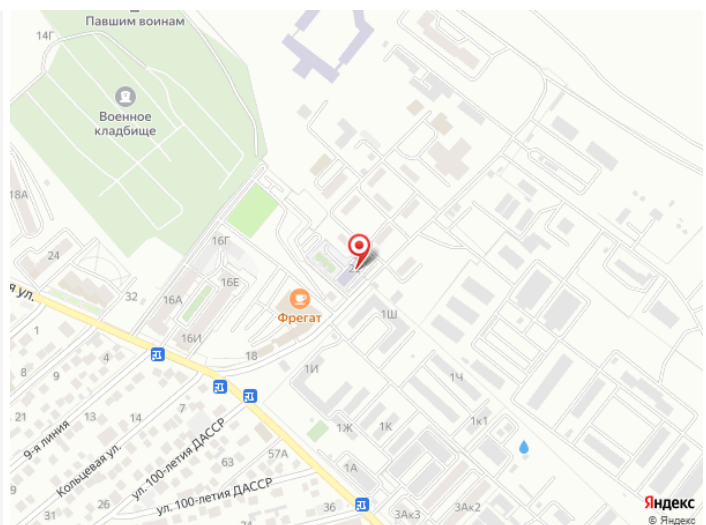 Павшим воинам
14Г
Военное
кладбище
18А
16Г
24
32
16А
16Е
22
Фрегат
1Ш
я ул.
16И
18
1
4
8
9
1И
1Ч
21
13
14
7
1Ж
1К
1к1
9-я линия
Кольцевая ул.
ул. 100-летия ДАССР
63
57А
1А
26
ул. 100-летия ДАССР
36
3Ак3
3Ак2
Яндекс
© Яндекс